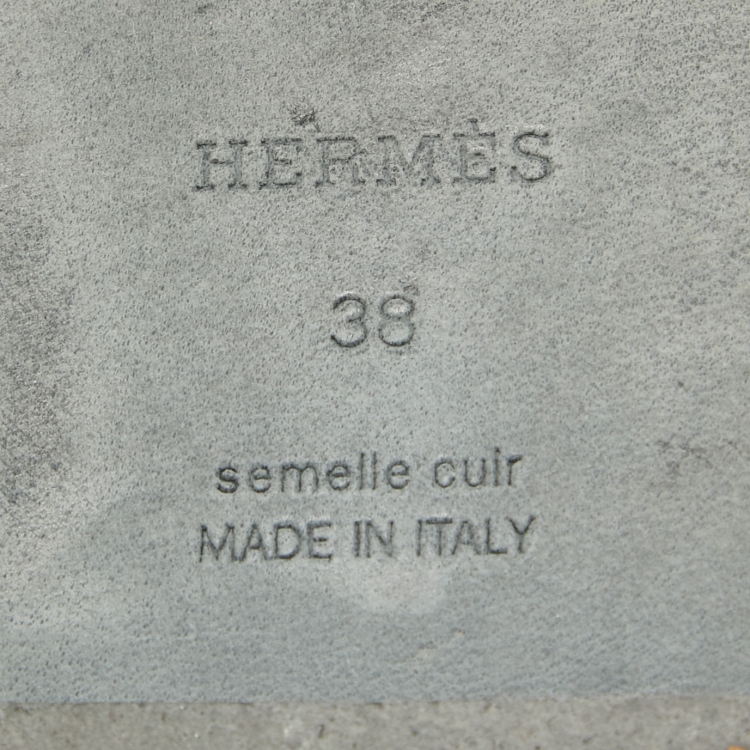 HERMÈS
38
semelle cuir
MADE IN ITALY